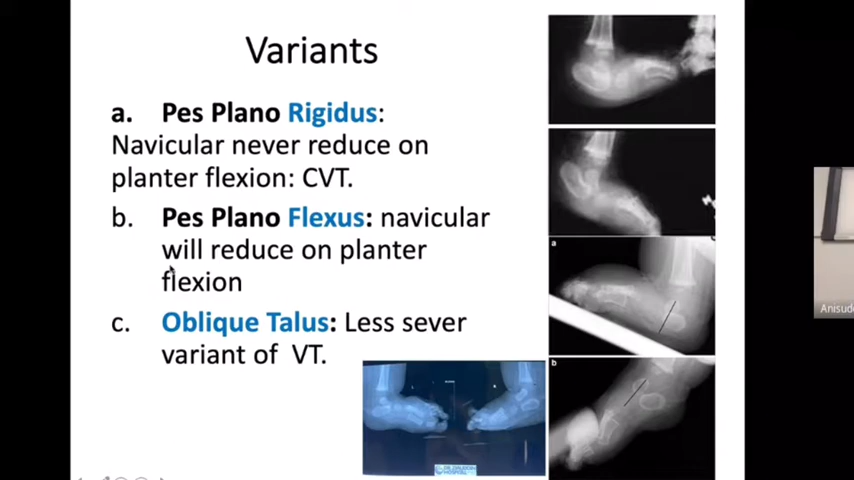 Variants
a. Pes Plano Rigidus:
Navicular never reduce on
planter flexion: CVT.
b. Pes Plano Flexus: navicular
will reduce on planter
flexion
c. Oblique Talus: Less sever
variant of VT.
a
b